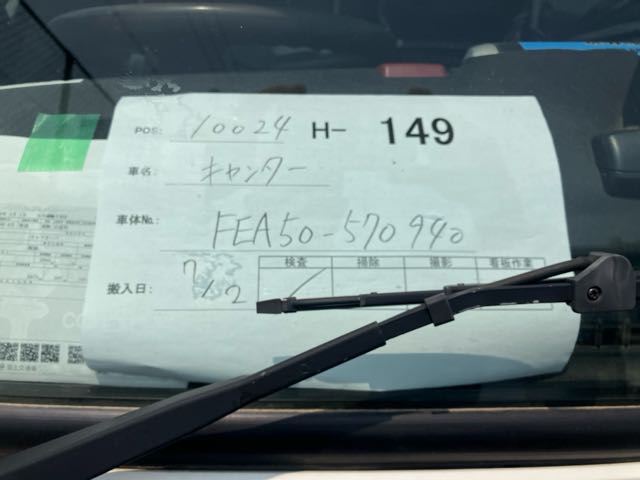 POS: 10024 H- 149
車名: キャンター
車体No. FEA50-570940
検査 掃除 撮影 看板作業
搬入日: 7/12